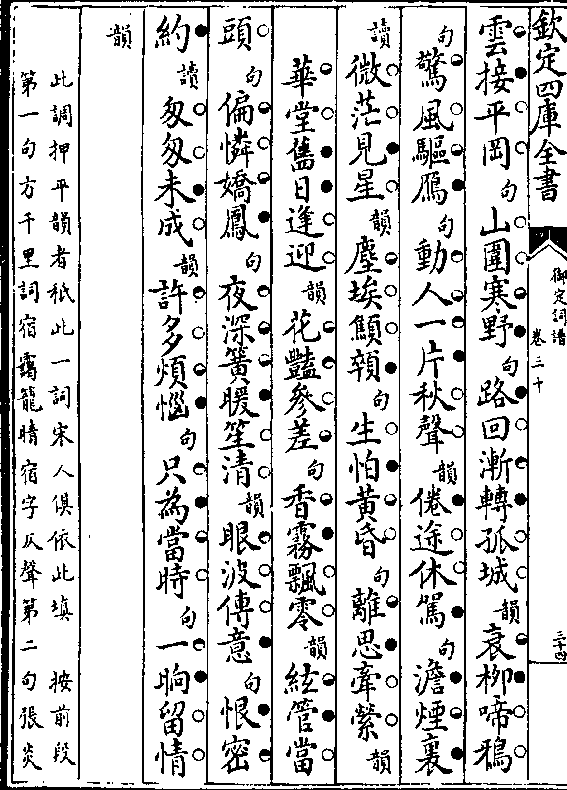 欽定四庫全書
御定詞譜
卷三十
三十四
雲接平岡句山圍寒野句路回漸轉孤城韻衰柳啼鴉
句驚風驅鴈句動人一片秋聲韻倦途休駕句澹煙裏
讀微茫見星韻塵埃顦顇句生怕黃昏句離思牽縈韻
華堂舊日逢迎韻花豔參差句香霧飄零韻絃管當
頭句偏憐嬌鳳句夜深簧暖笙清韻眼波傳意句恨密
約讀匆匆未成韻許多煩惱句只為當時句一晌留情
韻
此調押平韻者祗此一詞宋人俱依此填 按前段
第一句方千里詞宿靄籠晴宿字仄聲第二句張炎